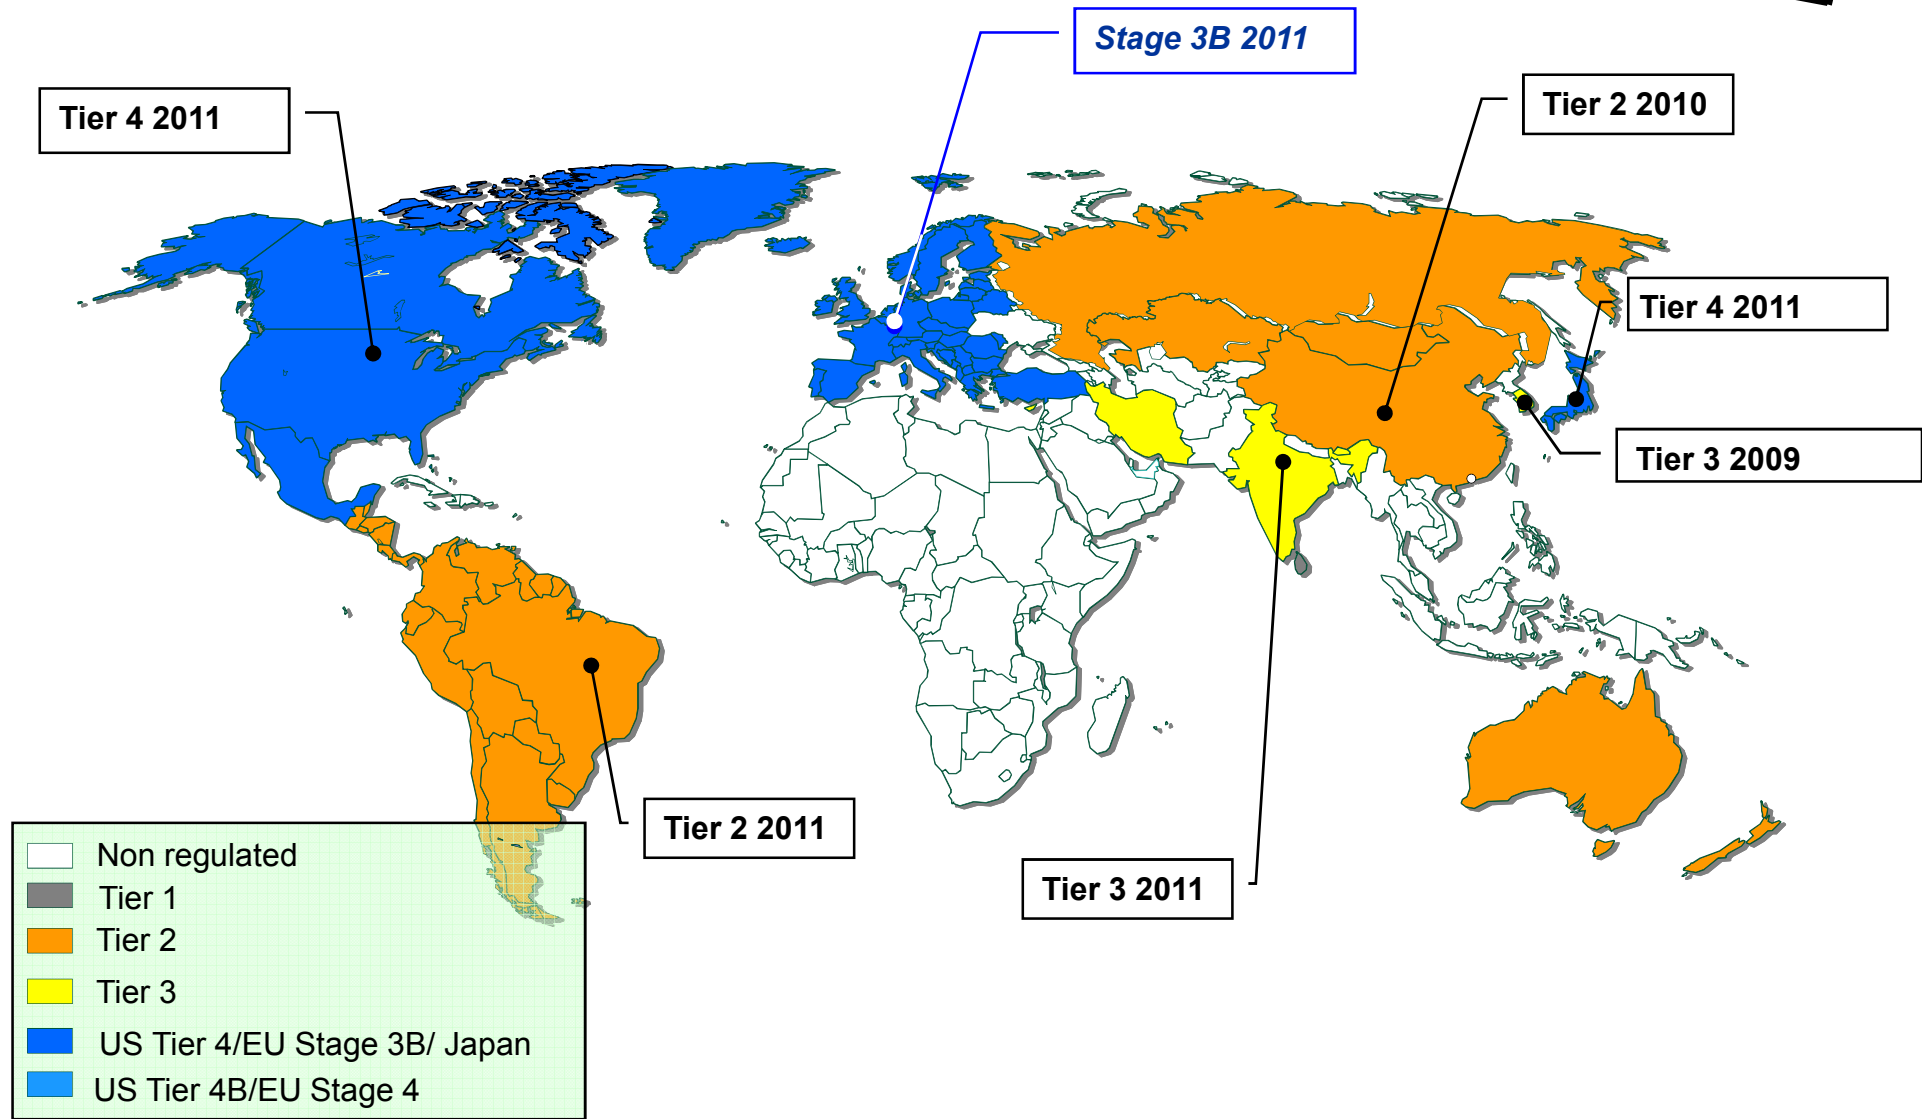 Stage 3B 2011
Tier 4 2011
Tier 2 2010
Tier 4 2011
Tier 3 2009
Tier 2 2011
Tier 3 2011
Non regulated
Tier 1
Tier 2
Tier 3
US Tier 4/EU Stage 3B/ Japan
US Tier 4B/EU Stage 4